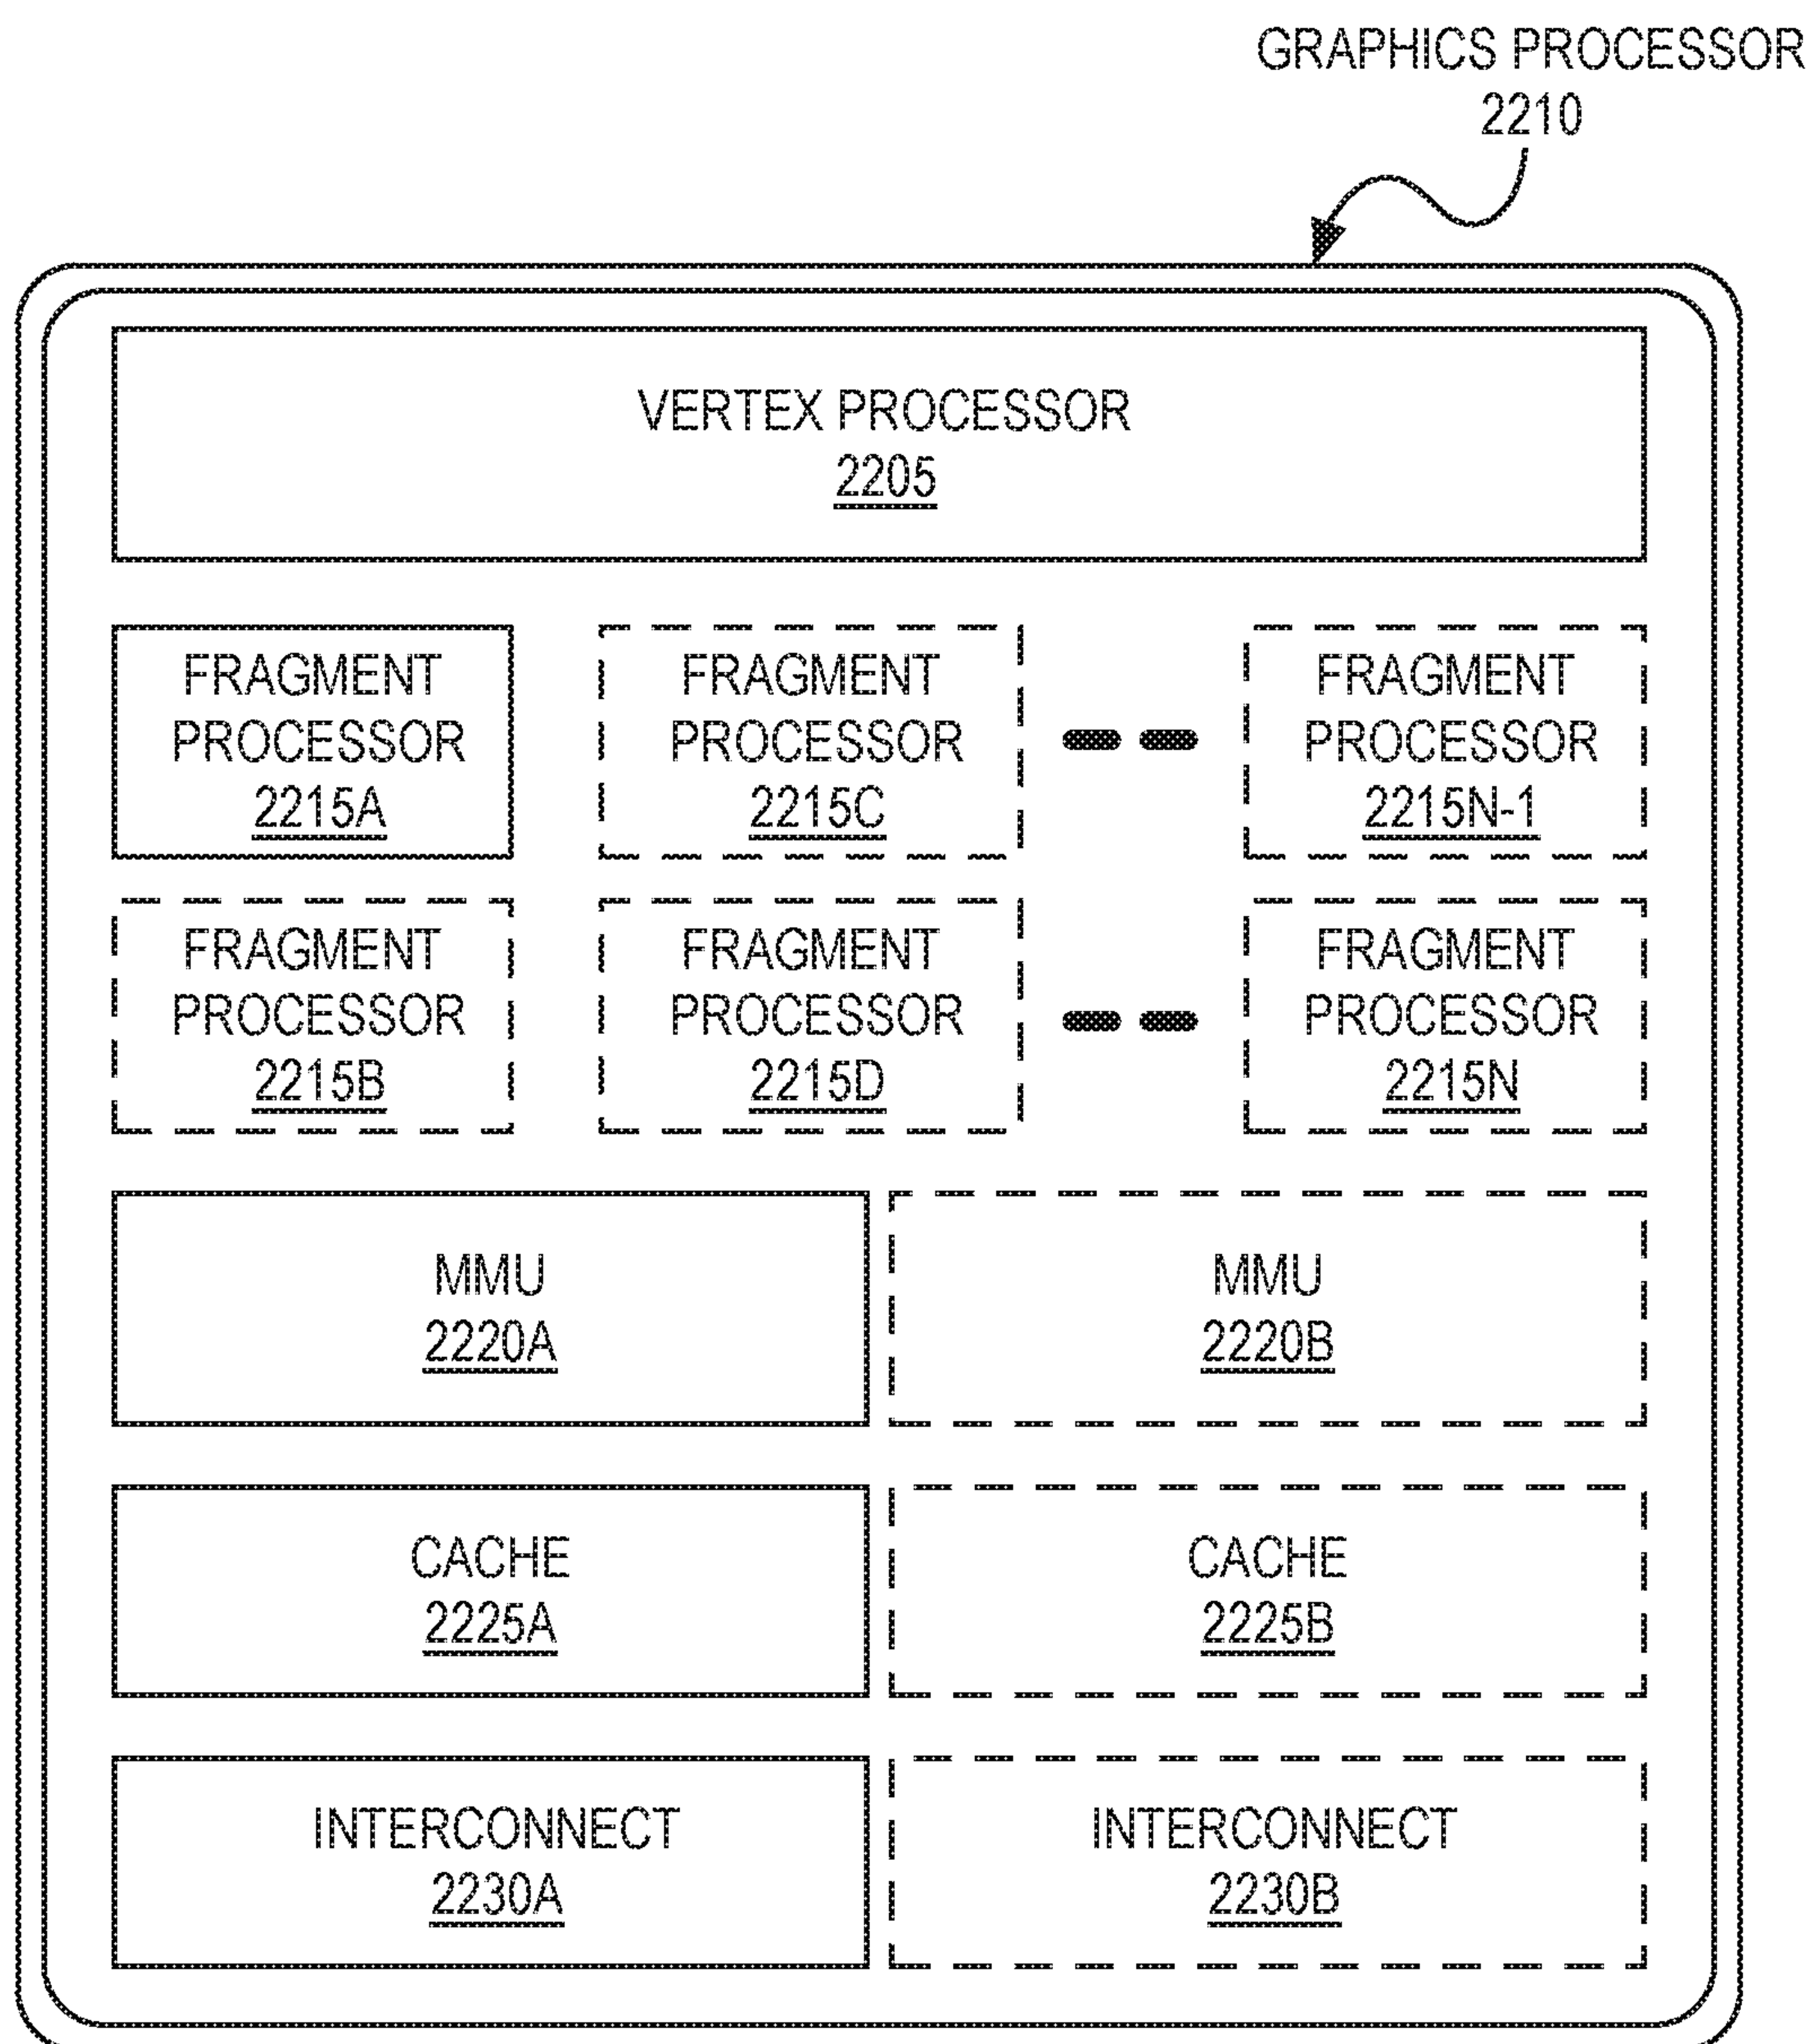 GRAPHICS PROCESSOR
2210
VERTEX PROCESSOR
2205
FRAGMENT
PROCESSOR
2215A
FRAGMENT
PROCESSOR
2215C
FRAGMENT
PROCESSOR
2215N-1
FRAGMENT
PROCESSOR
2215B
FRAGMENT
PROCESSOR
2215D
FRAGMENT
PROCESSOR
2215N
MMU
2220A
MMU
2220B
CACHE
2225A
CACHE
2225B
INTERCONNECT
2230A
INTERCONNECT
2230B